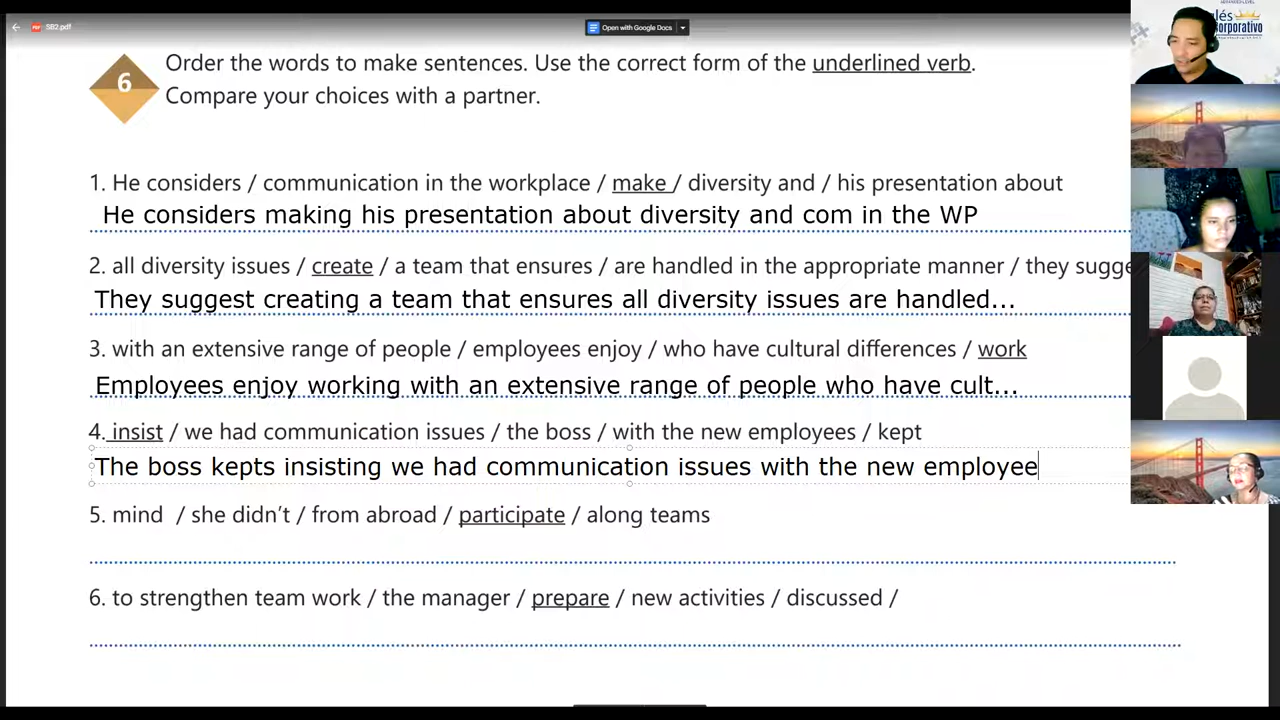 SB2.pdf
Open with Google Docs
6
Order the words to make sentences. Use the correct form of the underlined verb.
Compare your choices with a partner.
1. He considers / communication in the workplace / make / diversity and / his presentation about
He considers making his presentation about diversity and com in the WP
2. all diversity issues / create / a team that ensures / are handled in the appropriate manner / they sugge
They suggest creating a team that ensures all diversity issues are handled...
3. with an extensive range of people / employees enjoy / who have cultural differences / work
Employees enjoy working with an extensive range of people who have cult...
4. insist / we had communication issues / the boss / with the new employees / kept
The boss kepts insisting we had communication issues with the new employee
5. mind / she didn't / from abroad / participate / along teams
6. to strengthen team work / the manager / prepare / new activities / discussed /